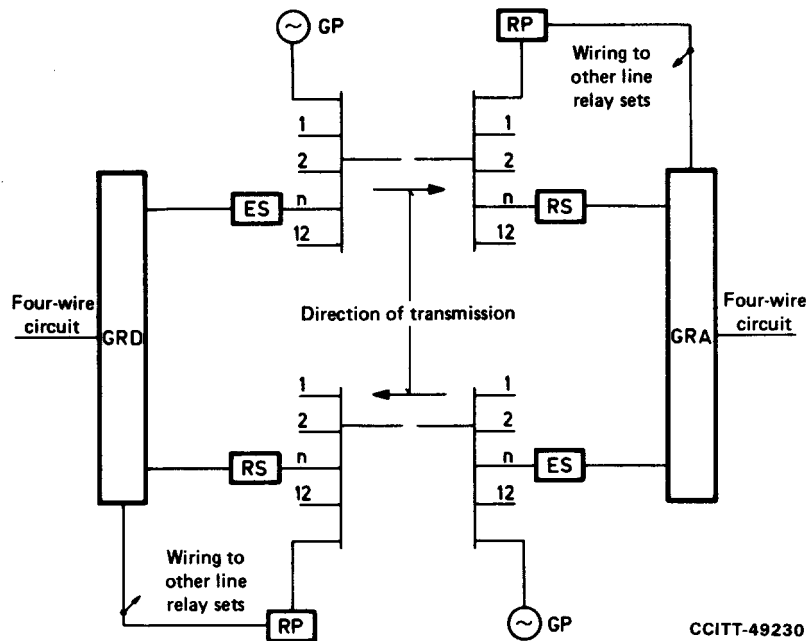 GP
RP
Wiring to
other line
relay sets
1
2
n
12
1
2
n
12
ES
RS
Four-wire
circuit
GRD
Direction of transmission
GRA
Four-wire
circuit
1
2
n
12
1
2
n
12
RS
ES
Wiring to
other line
relay sets
RP
GP
CCITT-49230